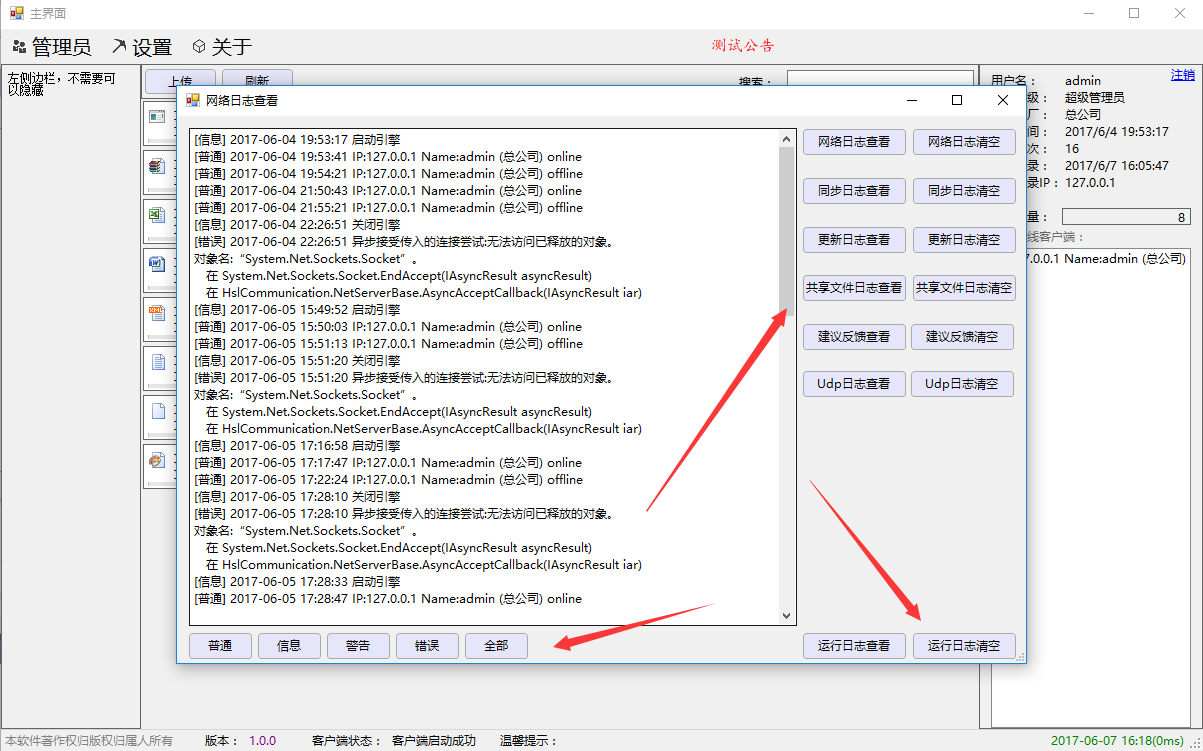 主界面
管理员 设置 关于
测试公告
左侧边栏，不需要可
以隐藏
上传 刷新 搜索：
注销
用户名： admin
级： 超级管理员
厂： 总公司
间： 2017/6/4 19:53:17
次： 16
录： 2017/6/7 16:05:47
录IP： 127.0.0.1
量： 8
线客户端：
7.0.0.1 Name:admin (总公司)
网络日志查看
[信息] 2017-06-04 19:53:17 启动引擎
[普通] 2017-06-04 19:53:41 IP:127.0.0.1 Name:admin (总公司) online
[普通] 2017-06-04 19:54:21 IP:127.0.0.1 Name:admin (总公司) offline
[普通] 2017-06-04 21:50:43 IP:127.0.0.1 Name:admin (总公司) online
[普通] 2017-06-04 21:55:21 IP:127.0.0.1 Name:admin (总公司) offline
[信息] 2017-06-04 22:26:51 关闭引擎
[错误] 2017-06-04 22:26:51 异步接受传入的连接尝试:无法访问已释放的对象。
对象名:“System.Net.Sockets.Socket”。
在 System.Net.Sockets.Socket.EndAccept(IAsyncResult asyncResult)
在 HslCommunication.NetServerBase.AsyncAcceptCallback(IAsyncResult iar)
[信息] 2017-06-05 15:49:52 启动引擎
[普通] 2017-06-05 15:50:03 IP:127.0.0.1 Name:admin (总公司) online
[普通] 2017-06-05 15:51:13 IP:127.0.0.1 Name:admin (总公司) offline
[信息] 2017-06-05 15:51:20 关闭引擎
[错误] 2017-06-05 15:51:20 异步接受传入的连接尝试:无法访问已释放的对象。
对象名:“System.Net.Sockets.Socket”。
在 System.Net.Sockets.Socket.EndAccept(IAsyncResult asyncResult)
在 HslCommunication.NetServerBase.AsyncAcceptCallback(IAsyncResult iar)
[信息] 2017-06-05 17:16:58 启动引擎
[普通] 2017-06-05 17:17:47 IP:127.0.0.1 Name:admin (总公司) online
[普通] 2017-06-05 17:22:24 IP:127.0.0.1 Name:admin (总公司) offline
[信息] 2017-06-05 17:28:10 关闭引擎
[错误] 2017-06-05 17:28:10 异步接受传入的连接尝试:无法访问已释放的对象。
对象名:“System.Net.Sockets.Socket”。
在 System.Net.Sockets.Socket.EndAccept(IAsyncResult asyncResult)
在 HslCommunication.NetServerBase.AsyncAcceptCallback(IAsyncResult iar)
[信息] 2017-06-05 17:28:33 启动引擎
[普通] 2017-06-05 17:28:47 IP:127.0.0.1 Name:admin (总公司) online
网络日志查看 网络日志清空
同步日志查看 同步日志清空
更新日志查看 更新日志清空
共享文件日志查看 共享文件日志清空
建议反馈查看 建议反馈清空
Udp日志查看 Udp日志清空
普通 信息 警告 错误 全部 运行日志查看 运行日志清空
本软件著作权归版权归属人所有 版本： 1.0.0 客户端状态： 客户端启动成功 温馨提示： 2017-06-07 16:18(0ms)